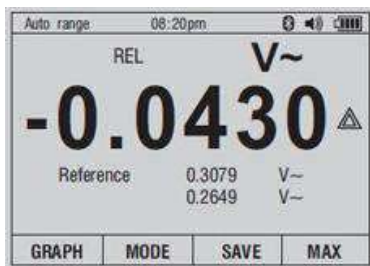 Auto range 08:20pm
REL V~
-0.0430
Reference 0.3079 V~
0.2649 V~
GRAPH MODE SAVE MAX